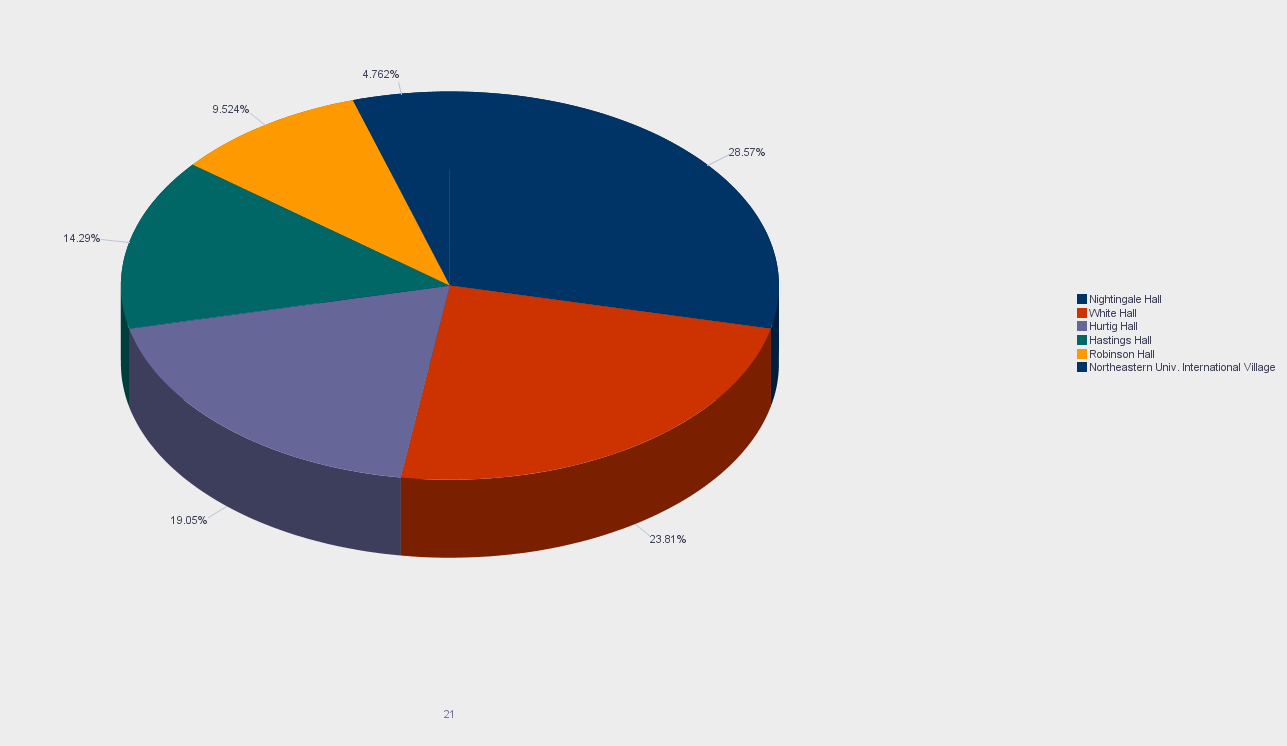 4.762%
9.524%
28.57%
14.29%
19.05%
23.81%
Nightingale Hall
White Hall
Hurtig Hall
Hastings Hall
Robinson Hall
Northeastern Univ. International Village
21